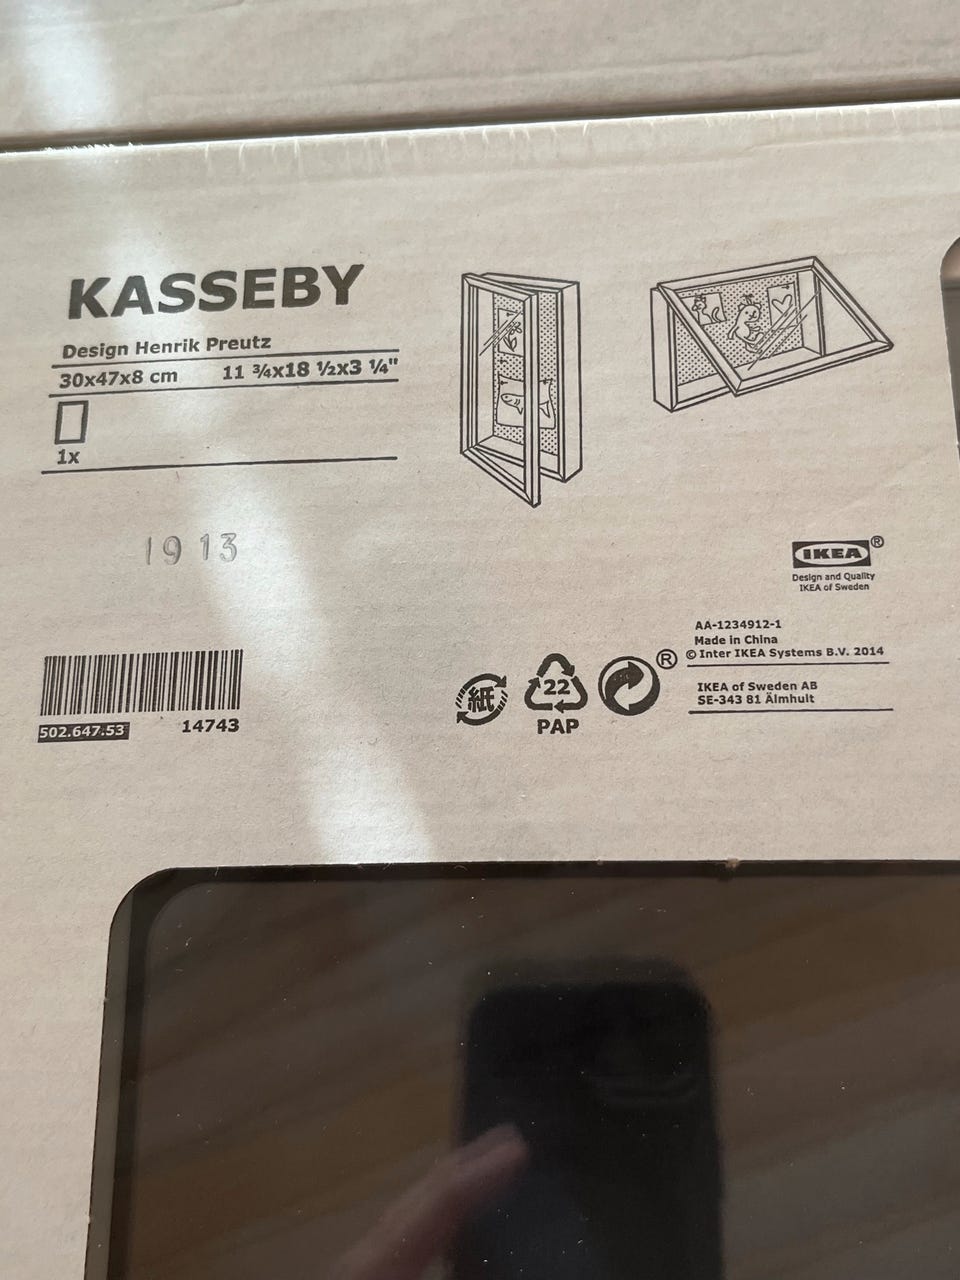 KASSEBY
Design Henrik Preutz
30x47x8 cm 11 ¾x18 ½x3 ¼"
1x
1913
502.647.53 14743
紙
22
PAP
®
IKEA®
Design and Quality
IKEA of Sweden
AA-1234912-1
Made in China
© Inter IKEA Systems B.V. 2014
IKEA of Sweden AB
SE-343 81 Älmhult